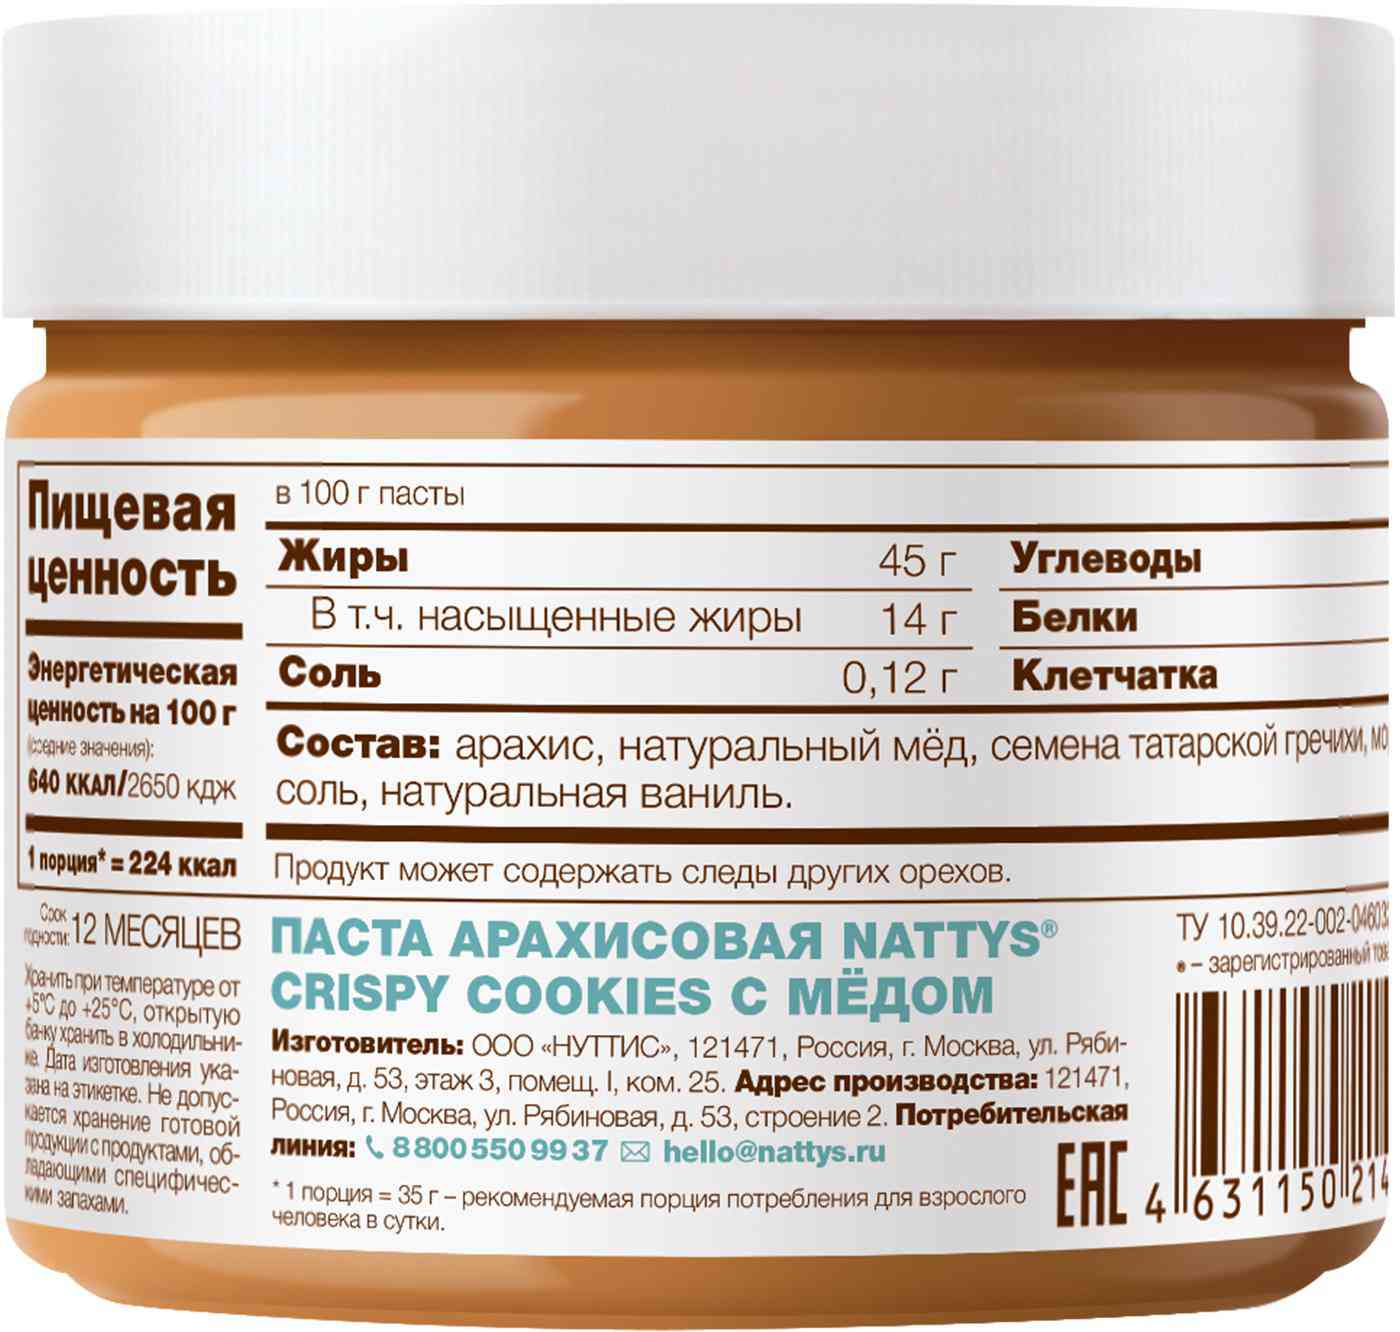 Пищевая
ценность
Энергетическая
ценность на 100 г
(средние значения):
640 ККАЛ/2650 кдж
1 порция* = 224 ккал
в 100 г пасты
Жиры 45 г Углеводы
В т.ч. насыщенные жиры 14 г Белки
Соль 0,12 г Клетчатка
Состав: арахис, натуральный мёд, семена татарской гречихи,
соль, натуральная ваниль.
Продукт может содержать следы других орехов.
Срок
годности: 12 МЕСЯЦЕВ
Хранить при температуре от
+5°С до +25°С, открытую
банку хранить в холодильни-
ке. Дата изготовления ука-
зана на этикетке. Не допус-
кается хранение готовой
продукции с продуктами, об-
ладающими специфичес-
кими запахами.
ПАСТА АРАХИСОВАЯ NATTYS®
CRISPY COOKIES С МЁДОМ
Изготовитель: ООО «НУТТИС», 121471, Россия, г. Москва, ул. Ряби-
новая, д. 53, этаж 3, помещ. I, ком. 25. Адрес производства: 121471,
Россия, г. Москва, ул. Рябиновая, д. 53, строение 2. Потребительская
линия: 8 800 550 99 37 hello@nattys.ru
* 1 порция = 35 г – рекомендуемая порция потребления для взрослого
человека в сутки.
ТУ 10.39.22-002-04603
® – зарегистрированный
EAC
4 631150 214